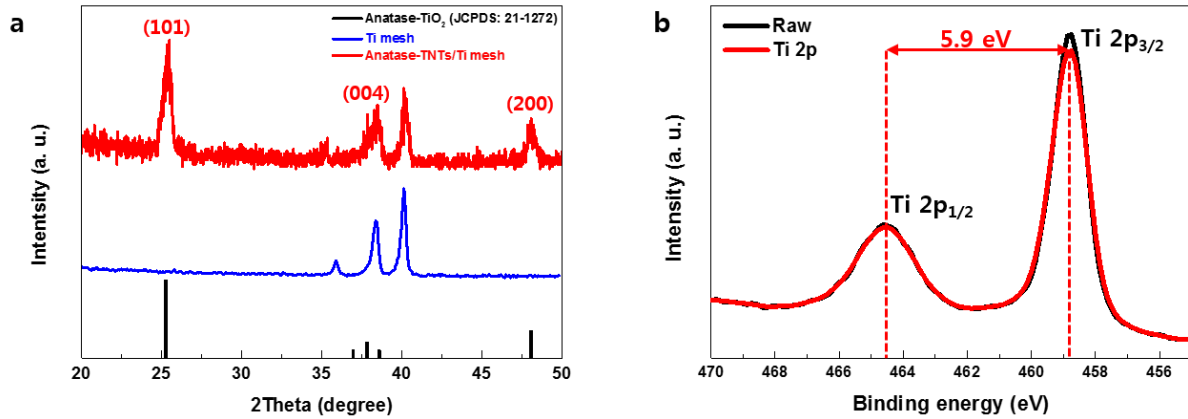 a
Anatase-TiO₂ (JCPDS: 21-1272)
Ti mesh
Anatase-TNTs/Ti mesh
(101)
(004)
(200)
Intentsity (a. u.)
20 25 30 35 40 45 50
2Theta (degree)
b
Raw
Ti 2p
5.9 eV
Ti 2p₃/₂
Ti 2p₁/₂
Intensity (a. u.)
470 468 466 464 462 460 458 456
Binding energy (eV)